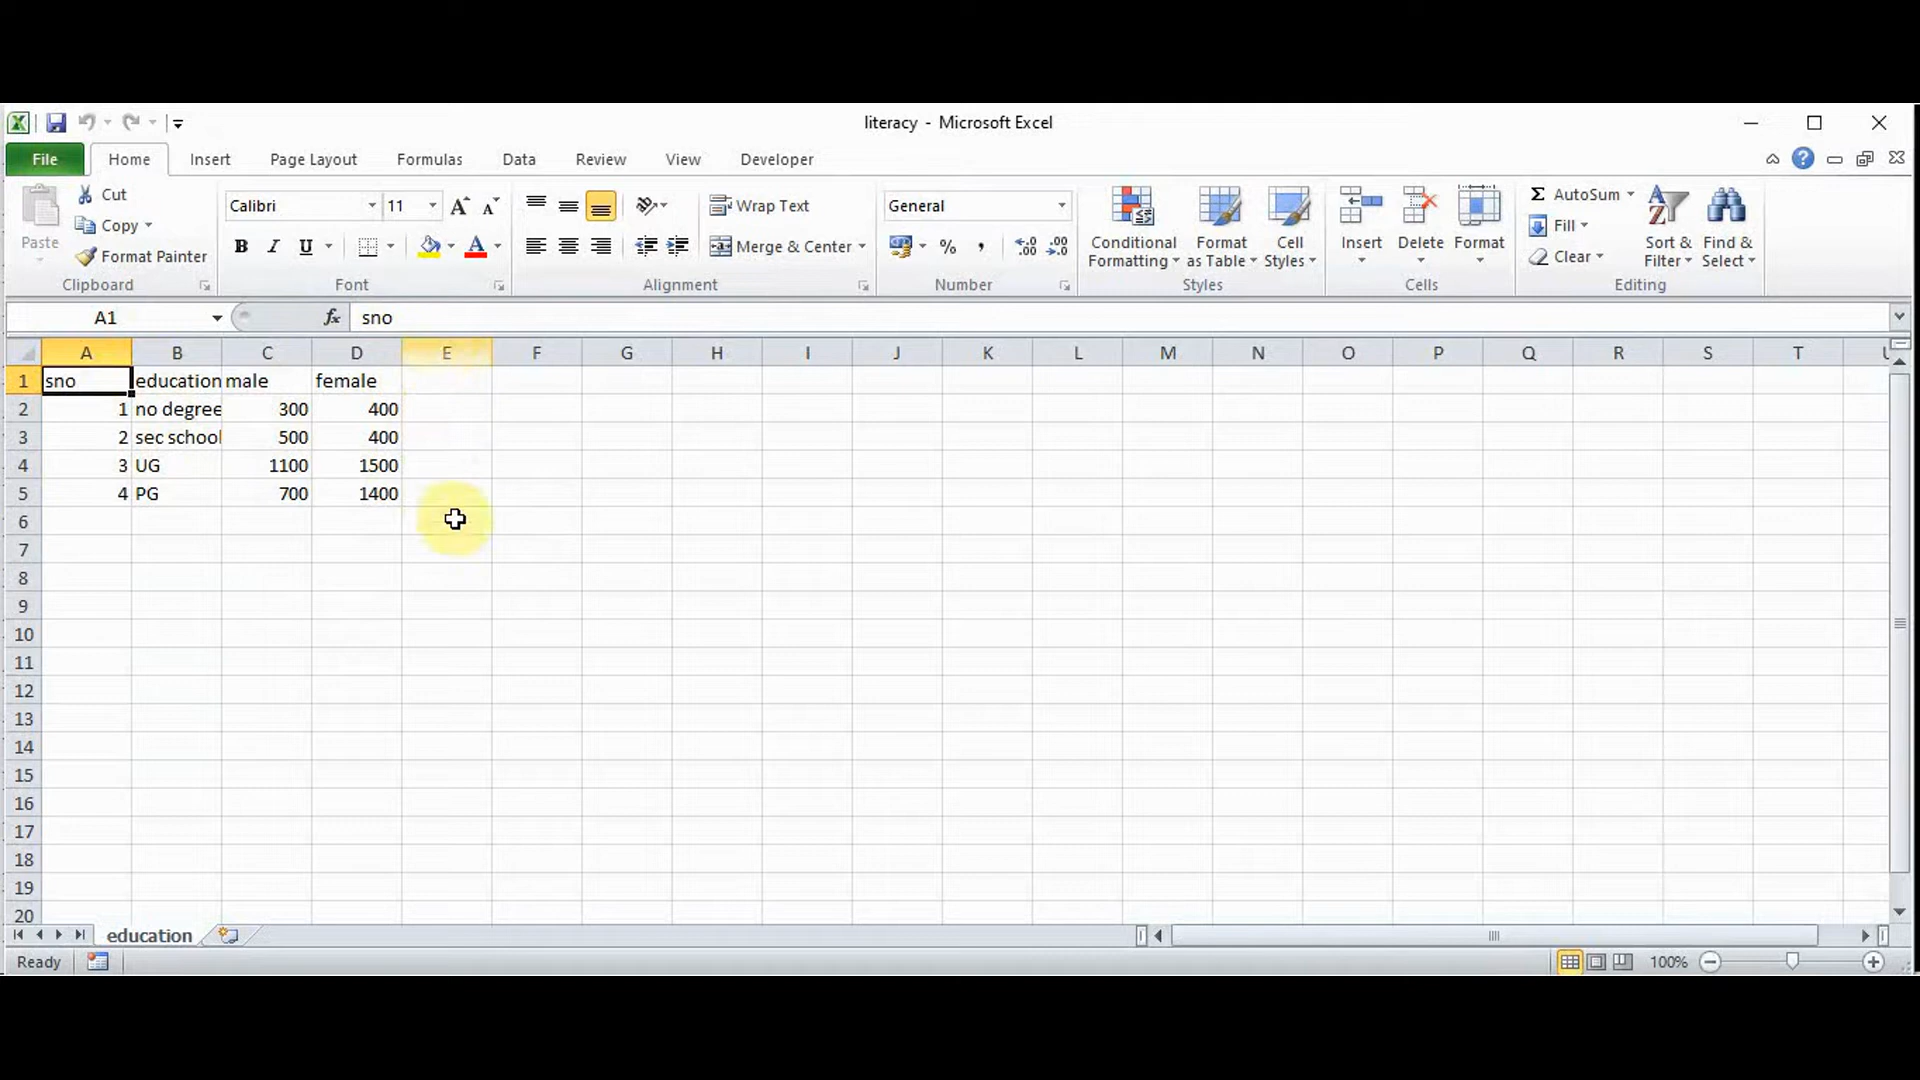 literacy - Microsoft Excel
File Home Insert Page Layout Formulas Data Review View Developer
Paste Cut Copy Format Painter Clipboard
Calibri 11 A A B I U A Font
Wrap Text Merge & Center Alignment
General % , .00 .00 Number
Conditional Formatting Format as Table Cell Styles Styles
Insert Delete Format Cells
Σ AutoSum Fill Clear Sort & Filter Find & Select Editing
A1 fx sno
A B C D E F G H I J K L M N O P Q R S T
1 sno education male female
2 1 no degree 300 400
3 2 sec school 500 400
4 3 UG 1100 1500
5 4 PG 700 1400
6
7
8
9
10
11
12
13
14
15
16
17
18
19
20
education
Ready 100%